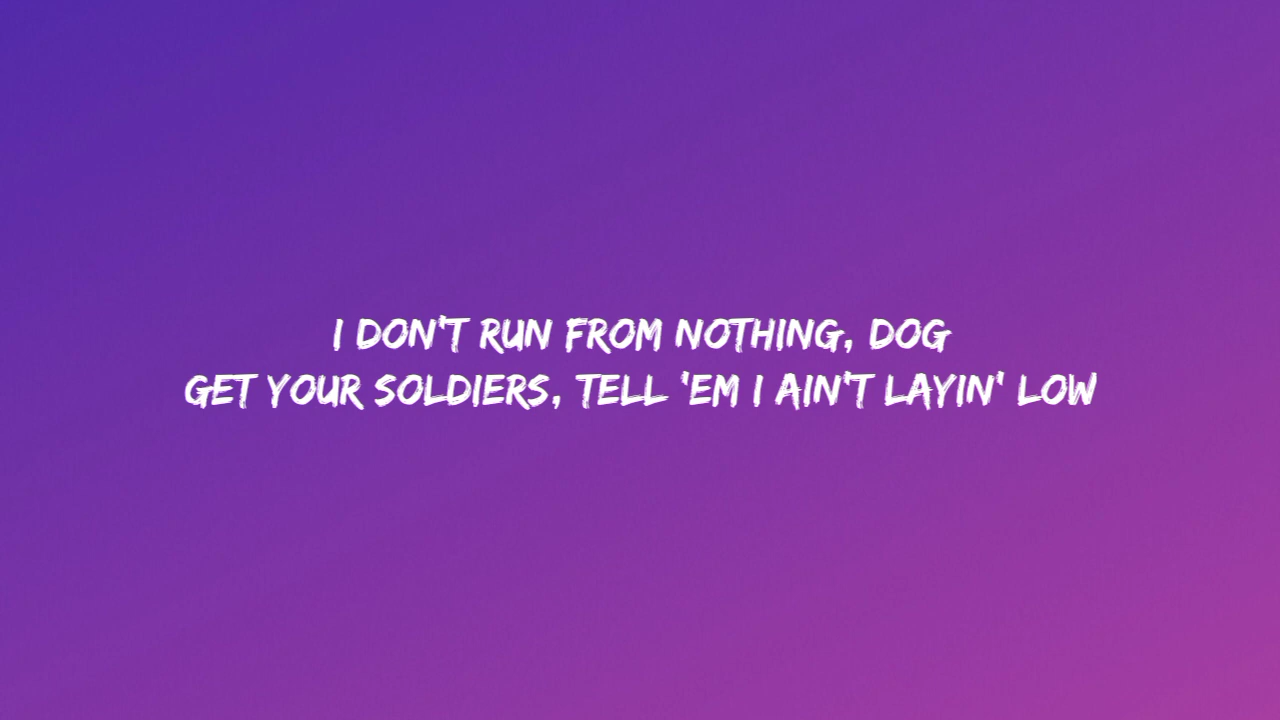 I DON'T RUN FROM NOTHING, DOG
GET YOUR SOLDIERS, TELL 'EM I AIN'T LAYIN' LOW